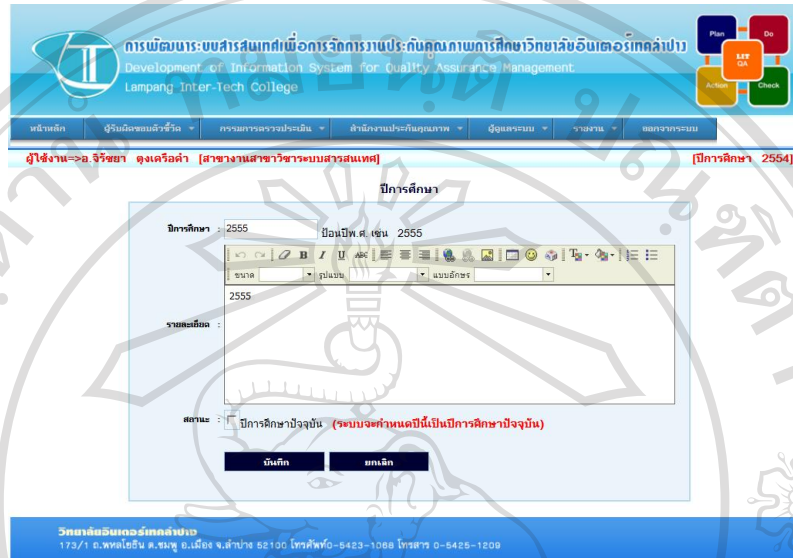 การพัฒนาระบบสารสนเทศเพื่อการจัดการงานประกันคุณภาพการศึกษาวิทยาลัยอินเตอร์เทคลำปาง
Development of Information System for Quality Assurance Management
Lampang Inter-Tech College
Plan Do
LIT QA
Action Check
หน้าหลัก ผู้รับผิดชอบตัวชี้วัด กรรมการตรวจประเมิน สำนักงานประกันคุณภาพ ผู้ดูแลระบบ รายงาน ออกจากระบบ
ผู้ใช้งาน=>อ.จิรัชยา ตุงเครือคำ [สาขางานสาขาวิชาระบบสารสนเทศ] [ปีการศึกษา 2554]
ปีการศึกษา
ปีการศึกษา : 2555 ป้อนปีพ.ศ. เช่น 2555
B I U ABC
ขนาด รูปแบบ แบบอักษร
2555
รายละเอียด :
สถานะ : ปีการศึกษาปัจจุบัน (ระบบจะกำหนดปีนี้เป็นปีการศึกษาปัจจุบัน)
บันทึก ยกเลิก
วิทยาลัยอินเตอร์เทคลำปาง
173/1 ถ.พหลโยธิน ต.ชมพู อ.เมือง จ.ลำปาง 52100 โทรศัพท์0-5423-1068 โทรสาร 0-5425-1209